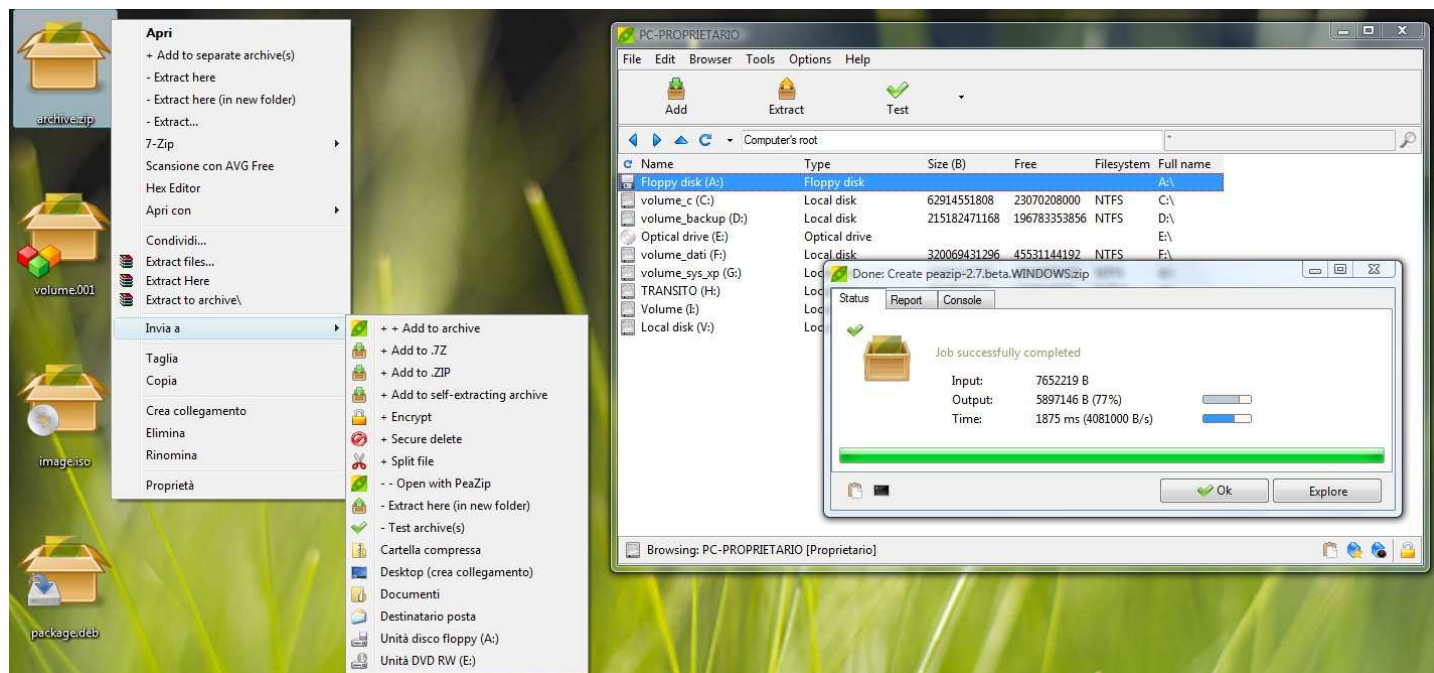 archive.zip
volume.001
image.iso
package.deb
Apri
+ Add to separate archive(s)
- Extract here
- Extract here (in new folder)
- Extract...
7-Zip
Scansione con AVG Free
Hex Editor
Apri con
Condividi...
Extract files...
Extract Here
Extract to archive\
Invia a
Taglia
Copia
Crea collegamento
Elimina
Rinomina
Proprietà
+ + Add to archive
+ Add to .7Z
+ Add to .ZIP
+ Add to self-extracting archive
+ Encrypt
+ Secure delete
+ Split file
- - Open with PeaZip
- Extract here (in new folder)
- Test archive(s)
Cartella compressa
Desktop (crea collegamento)
Documenti
Destinatario posta
Unità disco floppy (A:)
Unità DVD RW (E:)
PC-PROPRIETARIO
File Edit Browser Tools Options Help
Add Extract Test
Computer's root *
Name Type Size (B) Free Filesystem Full name
Floppy disk (A:) Floppy disk A:\
volume_c (C:) Local disk 62914551808 23070208000 NTFS C:\
volume_backup (D:) Local disk 215182471168 196783353856 NTFS D:\
Optical drive (E:) Optical drive E:\
volume_dati (F:) Local disk 320069431296 45531144192 NTFS F:\
volume_sys_xp (G:) Loc
TRANSITO (H:) Loc
Volume (I:) Loc
Local disk (V:) Loc
Done: Create peazip-2.7.beta.WINDOWS.zip
Status Report Console
Job successfully completed
Input: 7652219 B
Output: 5897146 B (77%)
Time: 1875 ms (4081000 B/s)
Ok Explore
Browsing: PC-PROPRIETARIO [Proprietario]